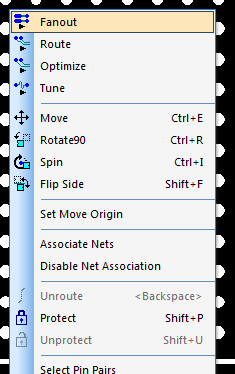 Fanout
Route
Optimize
Tune
Move Ctrl+E
Rotate90 Ctrl+R
Spin Ctrl+I
Flip Side Shift+F
Set Move Origin
Associate Nets
Disable Net Association
Unroute <Backspace>
Protect Shift+P
Unprotect Shift+U
Select Pin Pairs